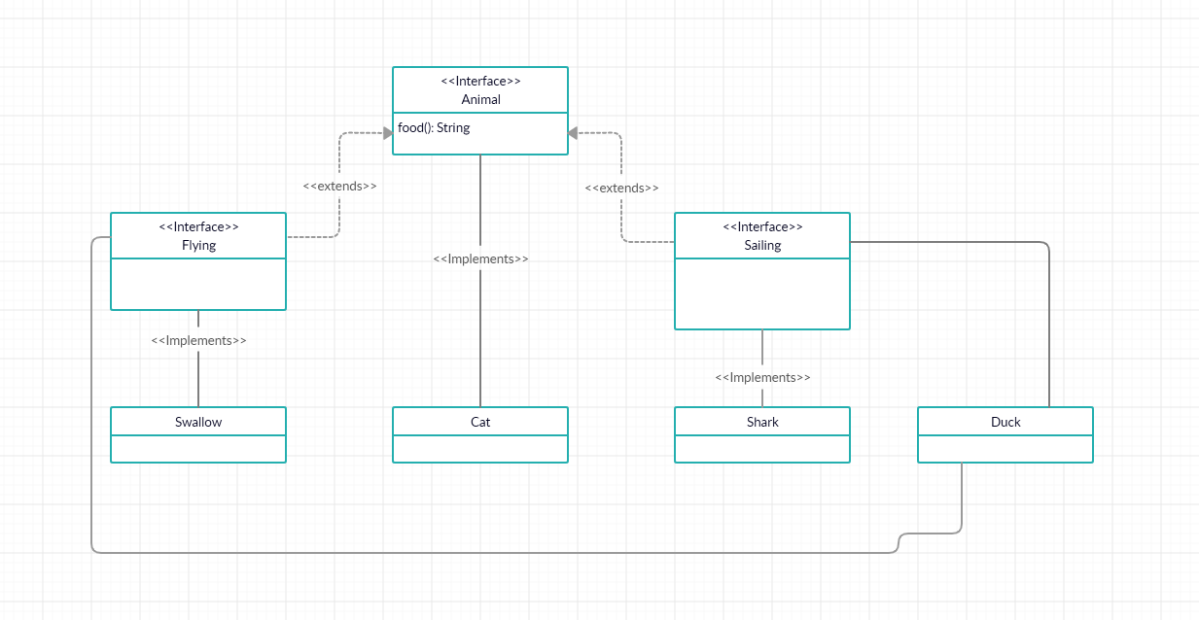 <<Interface>>
Animal
food(): String
<<extends>>
<<extends>>
<<Interface>>
Flying
<<Interface>>
Sailing
<<Implements>>
<<Implements>>
<<Implements>>
Swallow
Cat
Shark
Duck